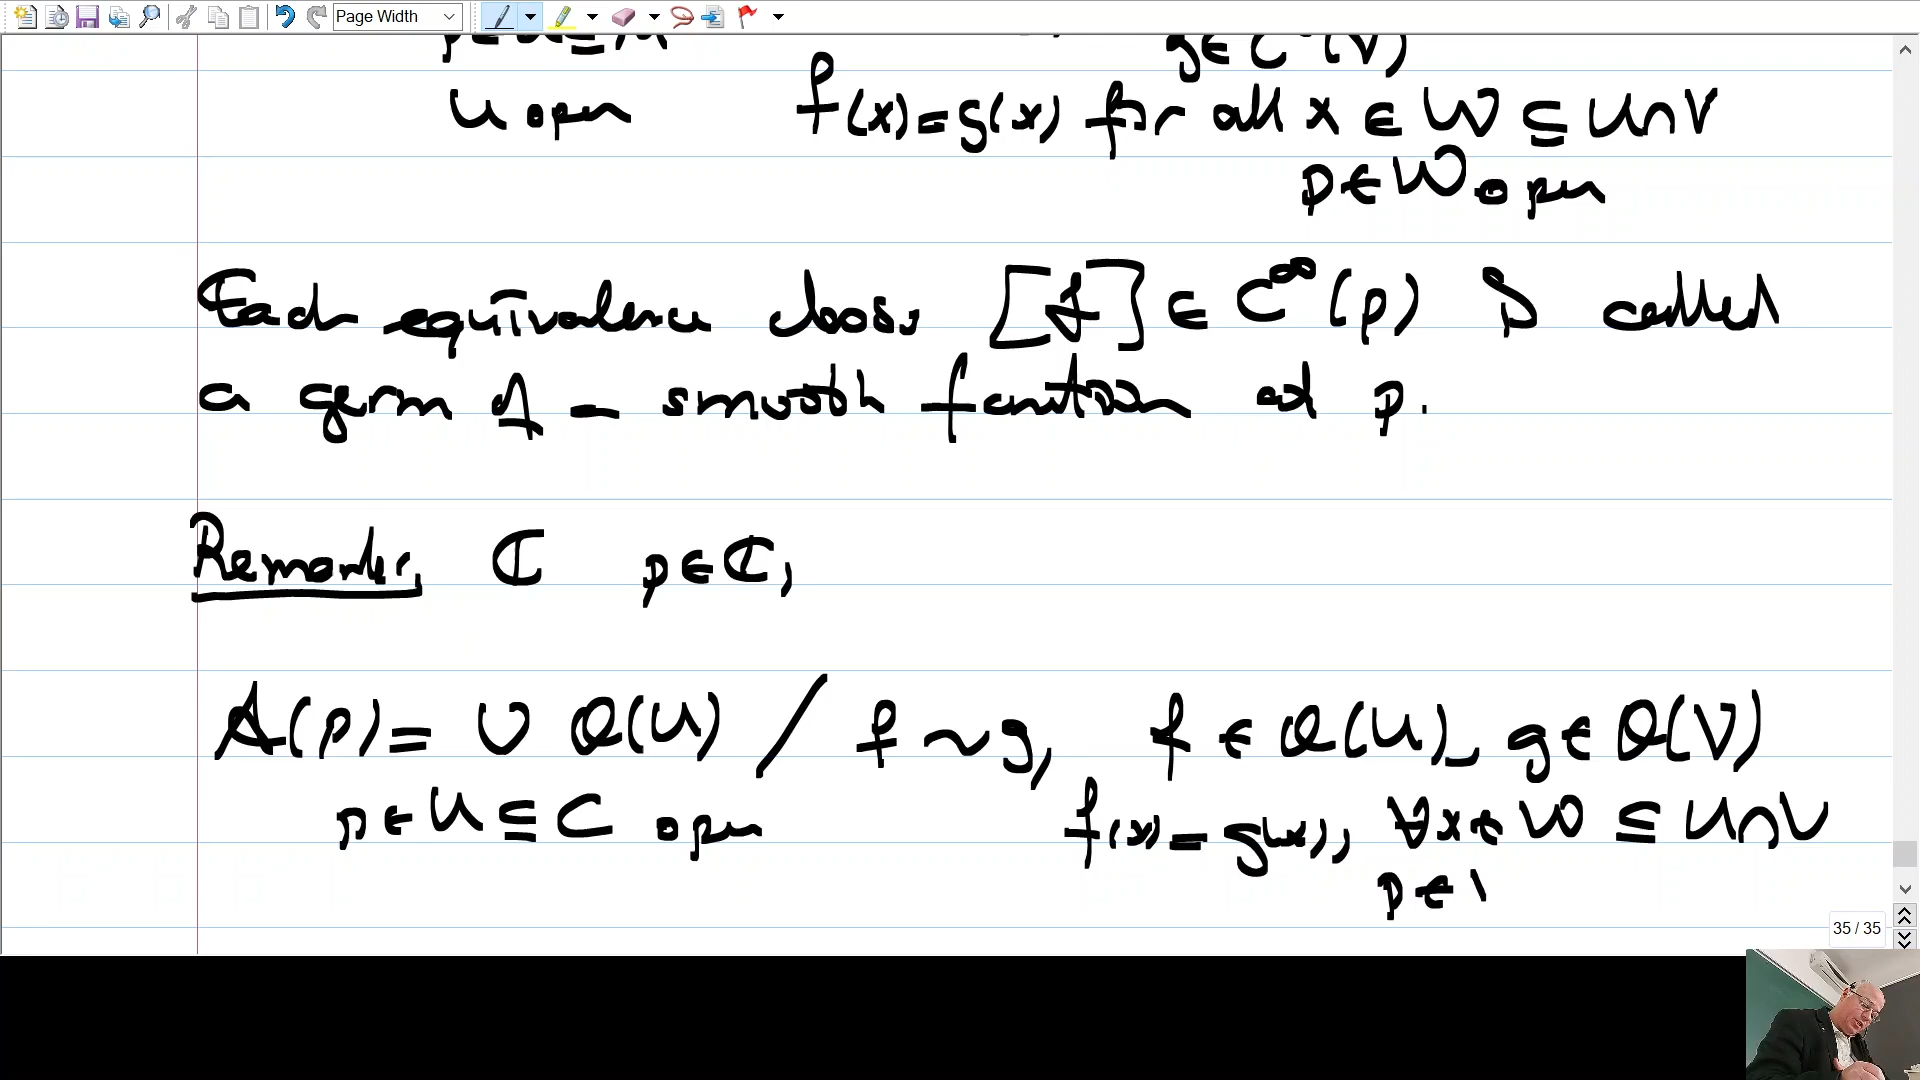 Page Width
p ∈ U ⊆ M g ∈ C^∞(V)
U open f(x) = g(x) for all x ∈ W ⊆ U∩V
p ∈ W open
Each equivalence class [f] ∈ C^∞(p) is called
a germ of a smooth function at p.
Remark, ℂ p ∈ ℂ,
A(p) = ∪ O(U) / f ~ g, f ∈ O(U), g ∈ O(V)
p ∈ U ⊆ C open f(x) = g(x), ∀x ∈ W ⊆ U∩V
p ∈
35 / 35